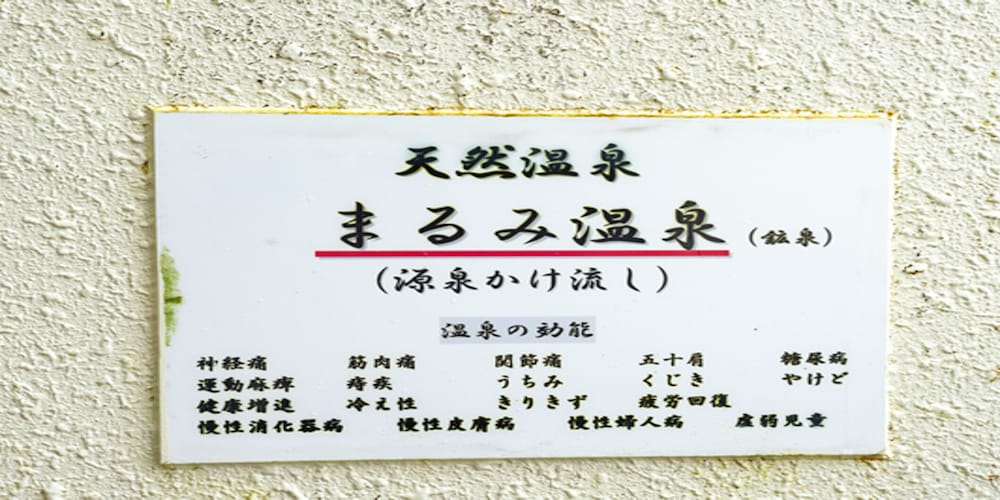 天然温泉
まるみ温泉 (鉱泉)
(源泉かけ流し)
温泉の効能
神経痛 筋肉痛 関節痛 五十肩 糖尿病
運動麻痺 痔疾 うちみ くじき やけど
健康増進 冷え性 きりきず 疲労回復
慢性消化器病 慢性皮膚病 慢性婦人病 虚弱児童